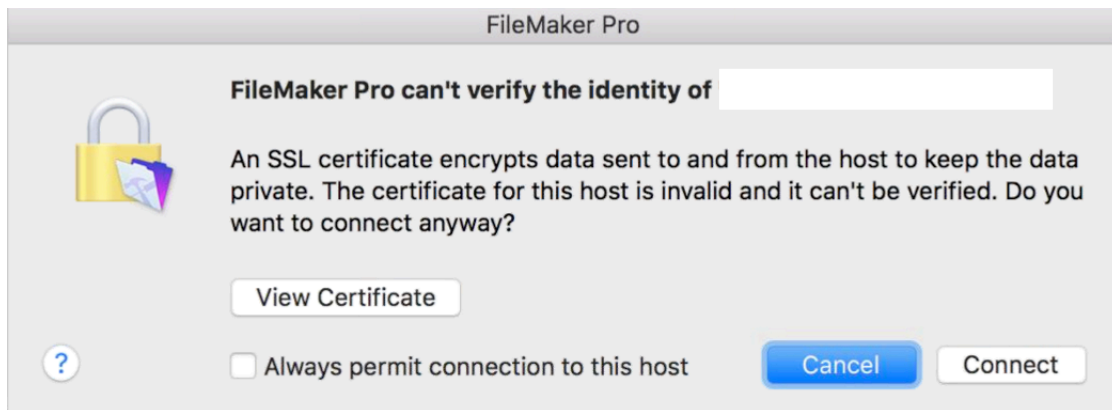 FileMaker Pro
FileMaker Pro can't verify the identity of
An SSL certificate encrypts data sent to and from the host to keep the data
private. The certificate for this host is invalid and it can't be verified. Do you
want to connect anyway?
View Certificate
?
Always permit connection to this host
Cancel
Connect